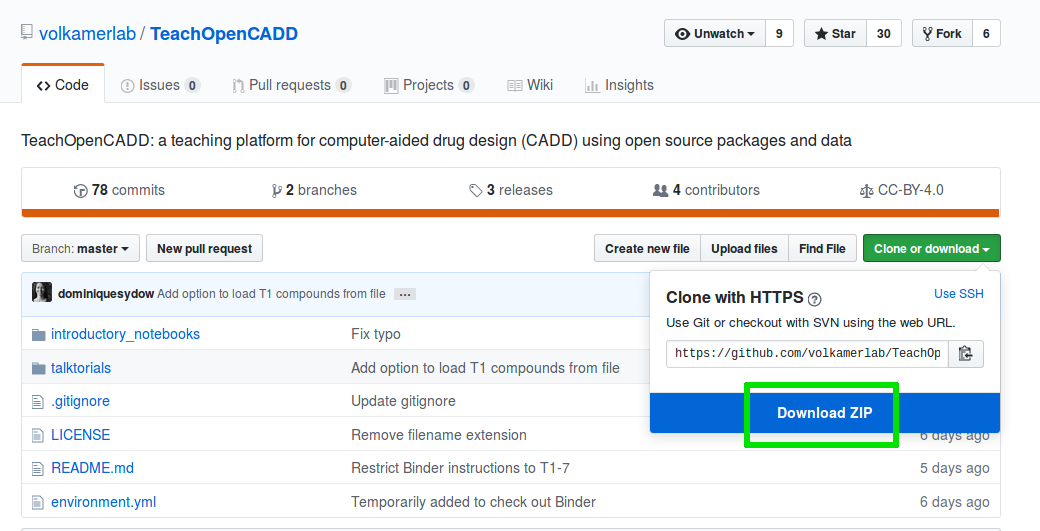 volkamerlab / TeachOpenCADD
Unwatch 9 Star 30 Fork 6
Code Issues 0 Pull requests 0 Projects 0 Wiki Insights
TeachOpenCADD: a teaching platform for computer-aided drug design (CADD) using open source packages and data
78 commits 2 branches 3 releases 4 contributors CC-BY-4.0
Branch: master New pull request Create new file Upload files Find File Clone or download
dominiquesydow Add option to load T1 compounds from file ...
Clone with HTTPS ? Use SSH
Use Git or checkout with SVN using the web URL.
https://github.com/volkamerlab/TeachOp
Download ZIP
introductory_notebooks Fix typo
talktorials Add option to load T1 compounds from file
.gitignore Update gitignore
LICENSE Remove filename extension 6 days ago
README.md Restrict Binder instructions to T1-7 5 days ago
environment.yml Temporarily added to check out Binder 6 days ago